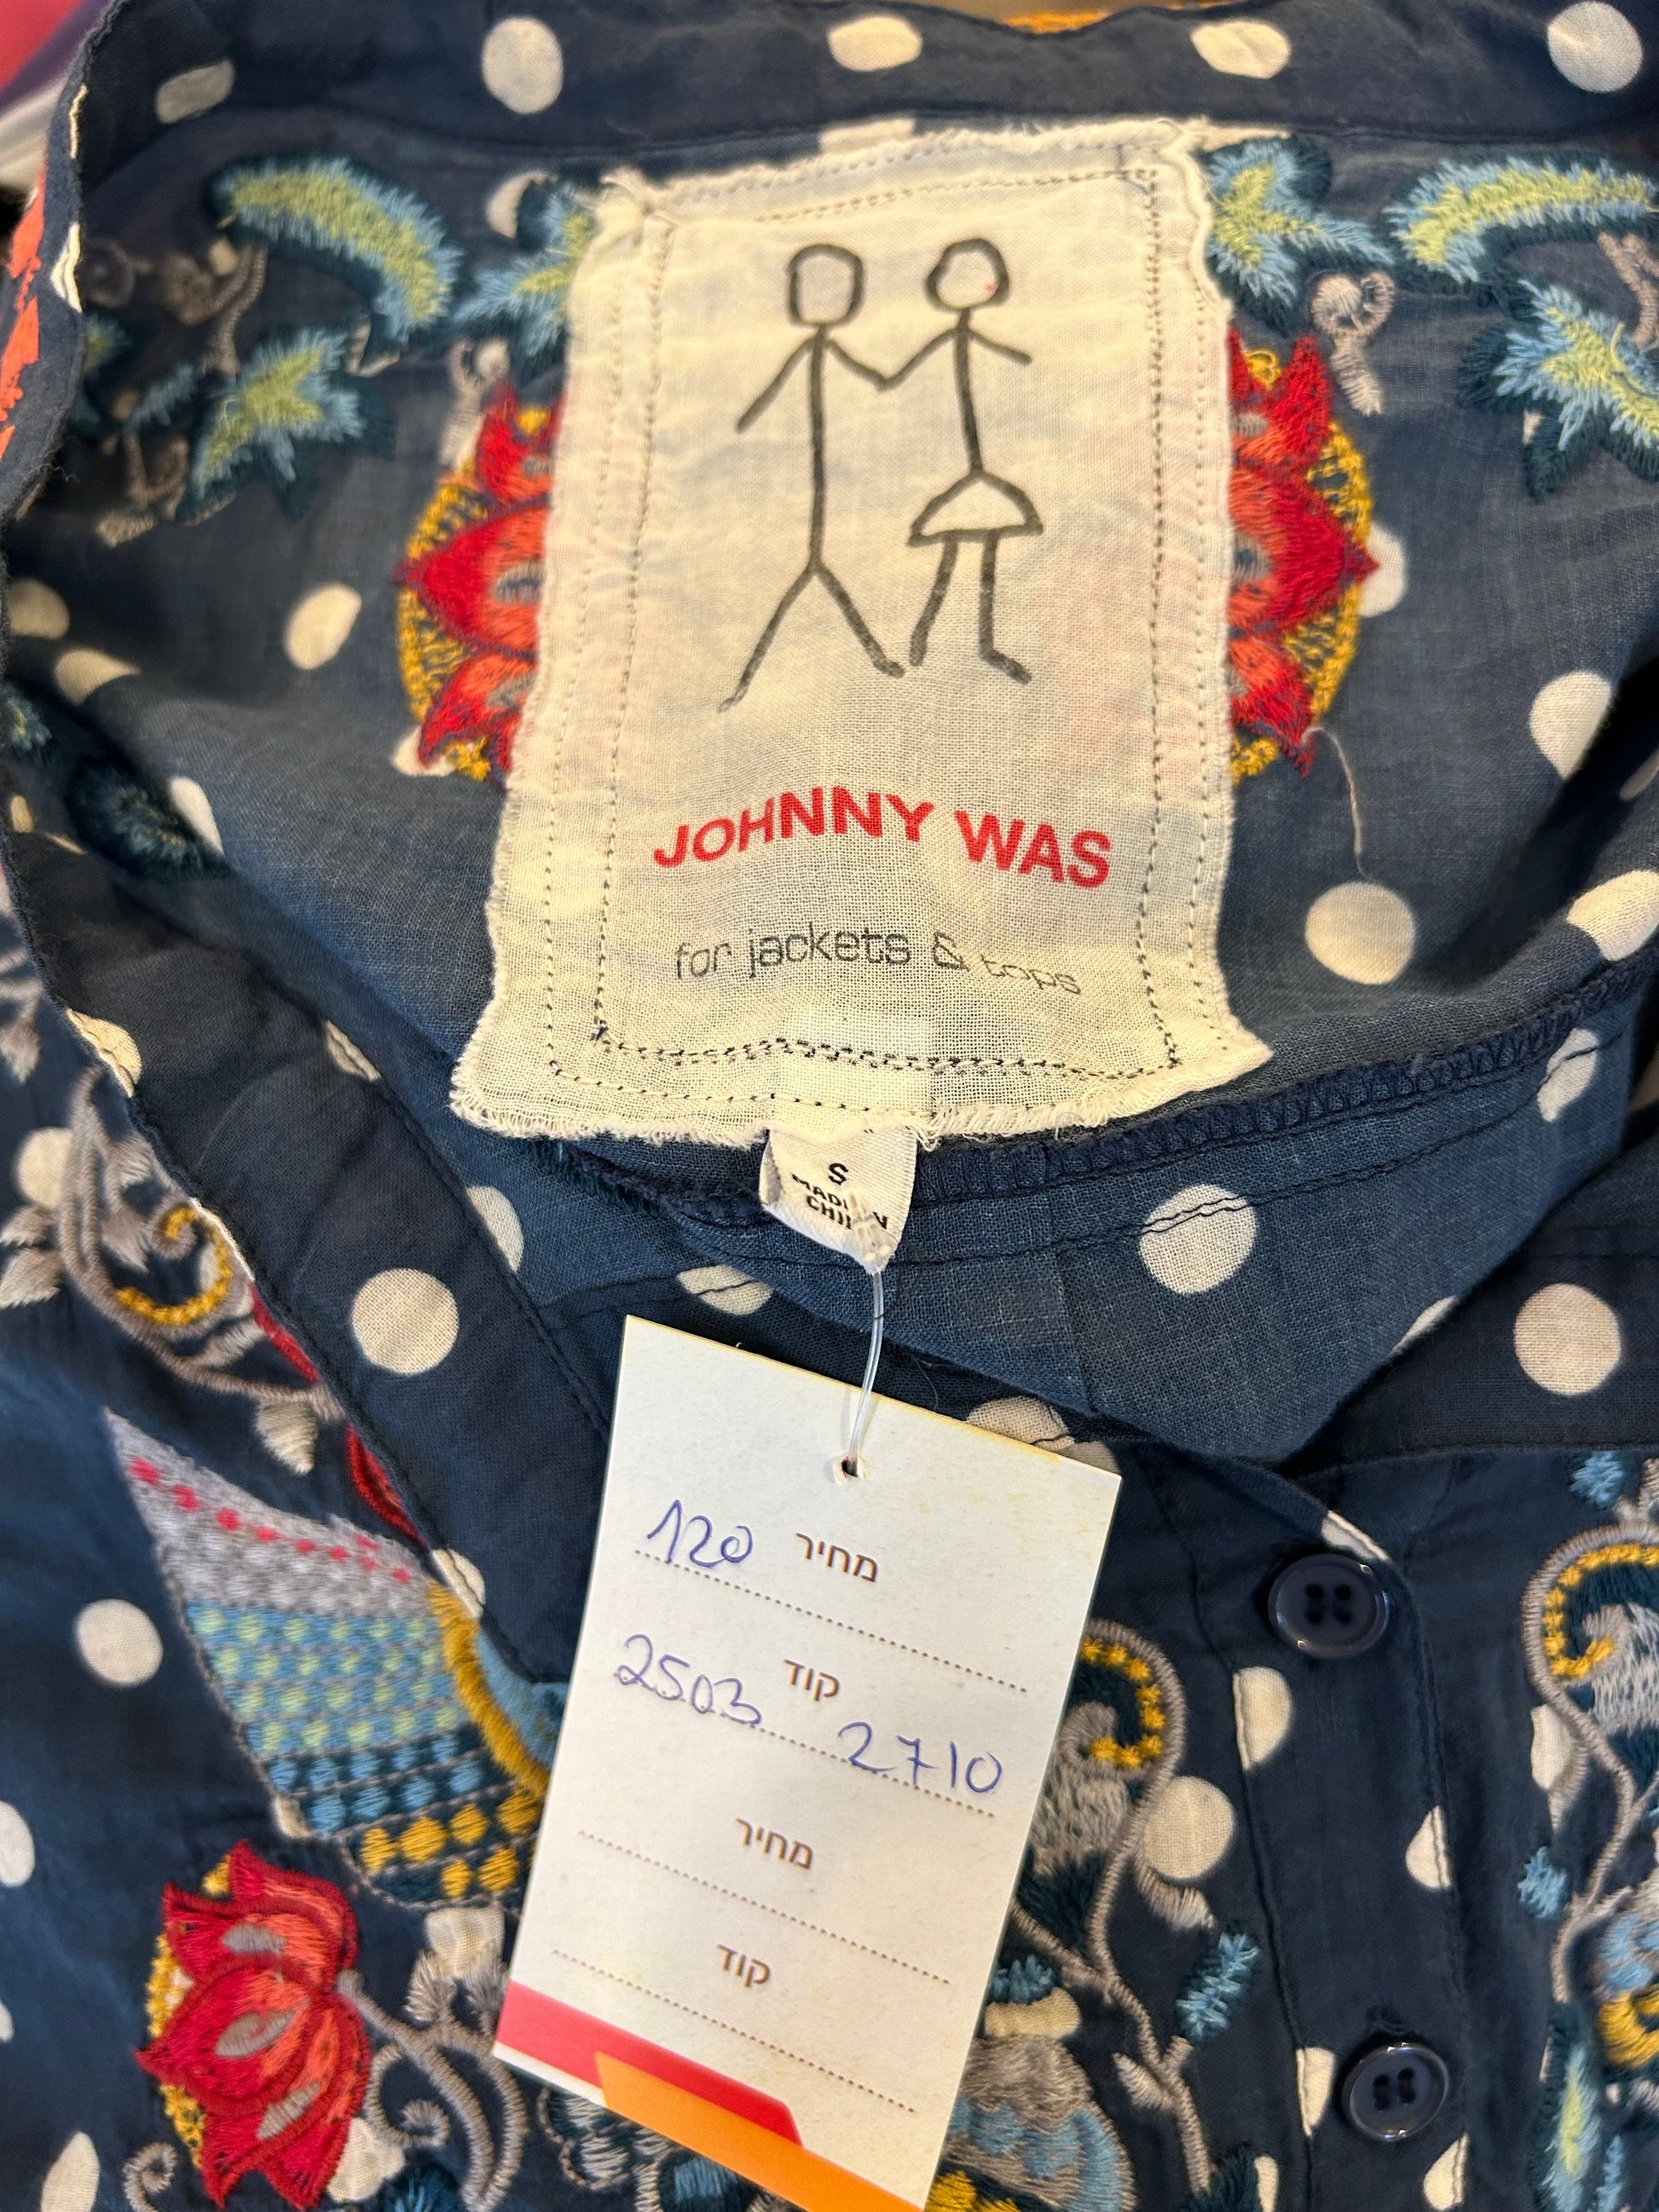 JOHNNY WAS
for jackets & tops
S
MADE IN
CHINA
מחיר 120
קוד
2503 2710
מחיר
קוד